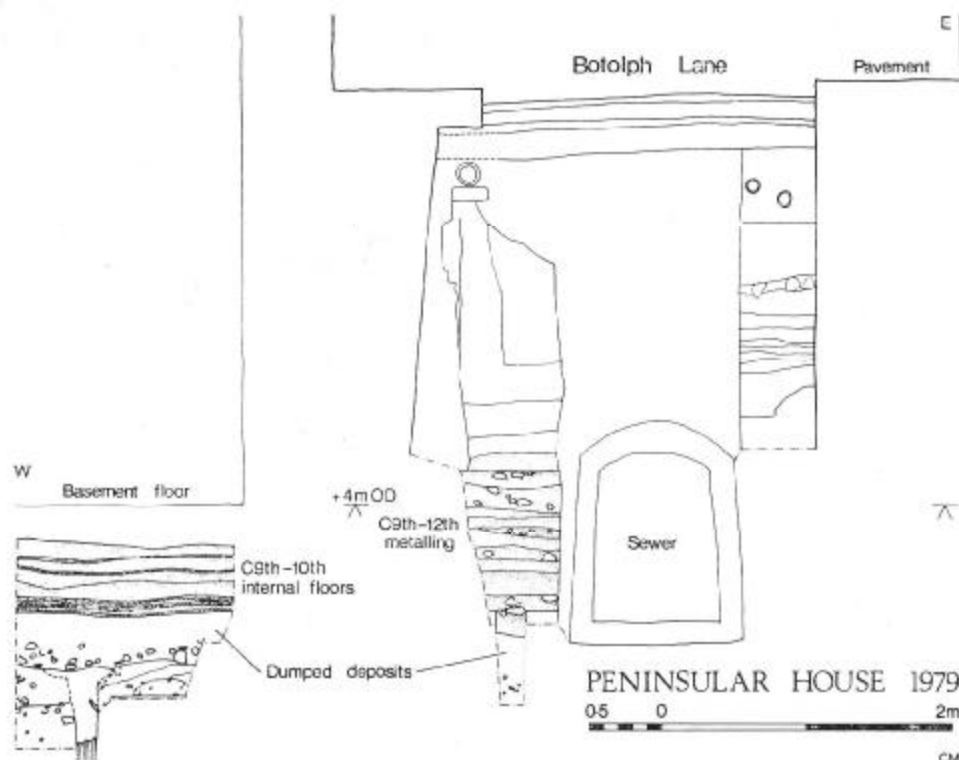 E
Botolph Lane
Pavement
W
Basement floor
+4m OD
C9th-12th
metalling
Sewer
C9th-10th
internal floors
Dumped deposits
PENINSULAR HOUSE 1979
0·5 0 2m
CM